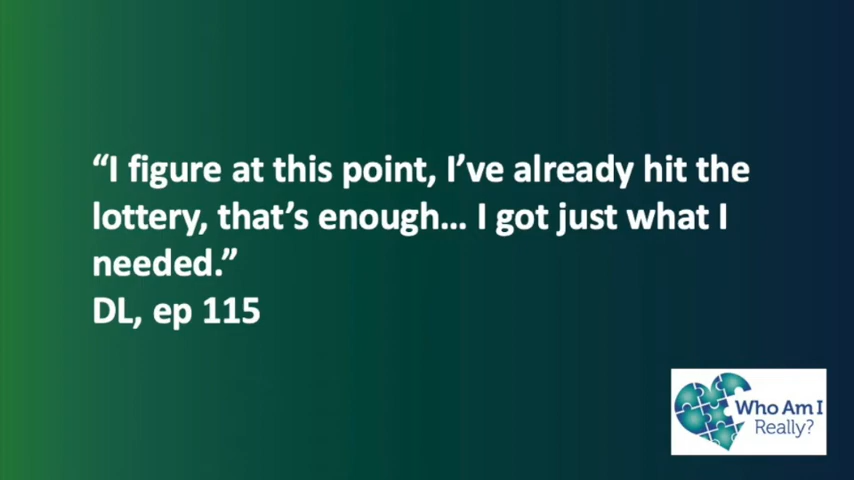 “I figure at this point, I’ve already hit the
lottery, that’s enough... I got just what I
needed.”
DL, ep 115
Who Am I
Really?